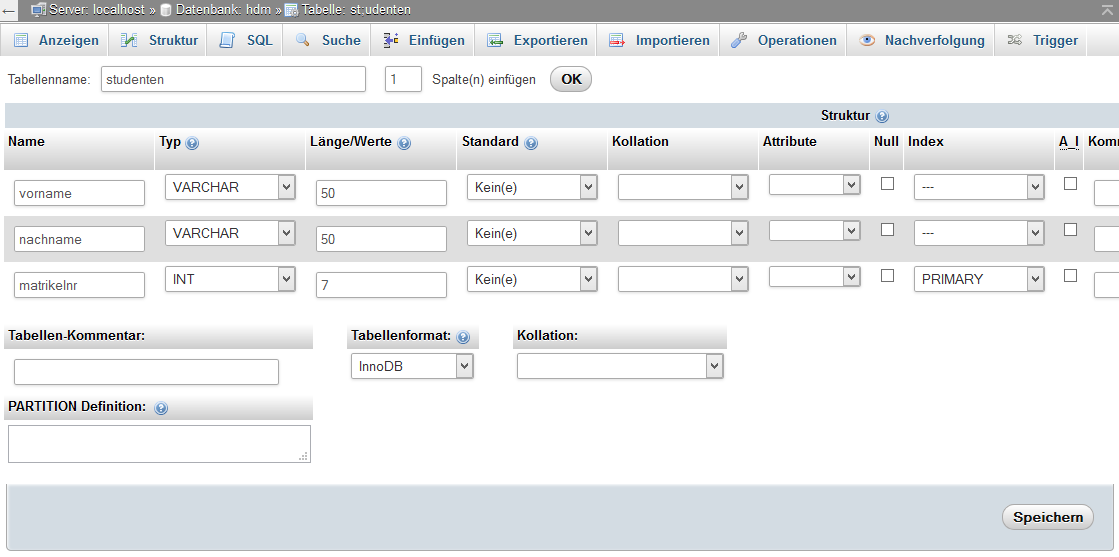 ← Server: localhost » Datenbank: hdm » Tabelle: st;udenten
Anzeigen Struktur SQL Suche Einfügen Exportieren Importieren Operationen Nachverfolgung Trigger
Tabellenname: studenten 1 Spalte(n) einfügen OK
Struktur
Name Typ Länge/Werte Standard Kollation Attribute Null Index A_I Komm
vorname VARCHAR 50 Kein(e) ---
nachname VARCHAR 50 Kein(e) ---
matrikelnr INT 7 Kein(e) PRIMARY
Tabellen-Kommentar: Tabellenformat: Kollation:
InnoDB
PARTITION Definition:
Speichern